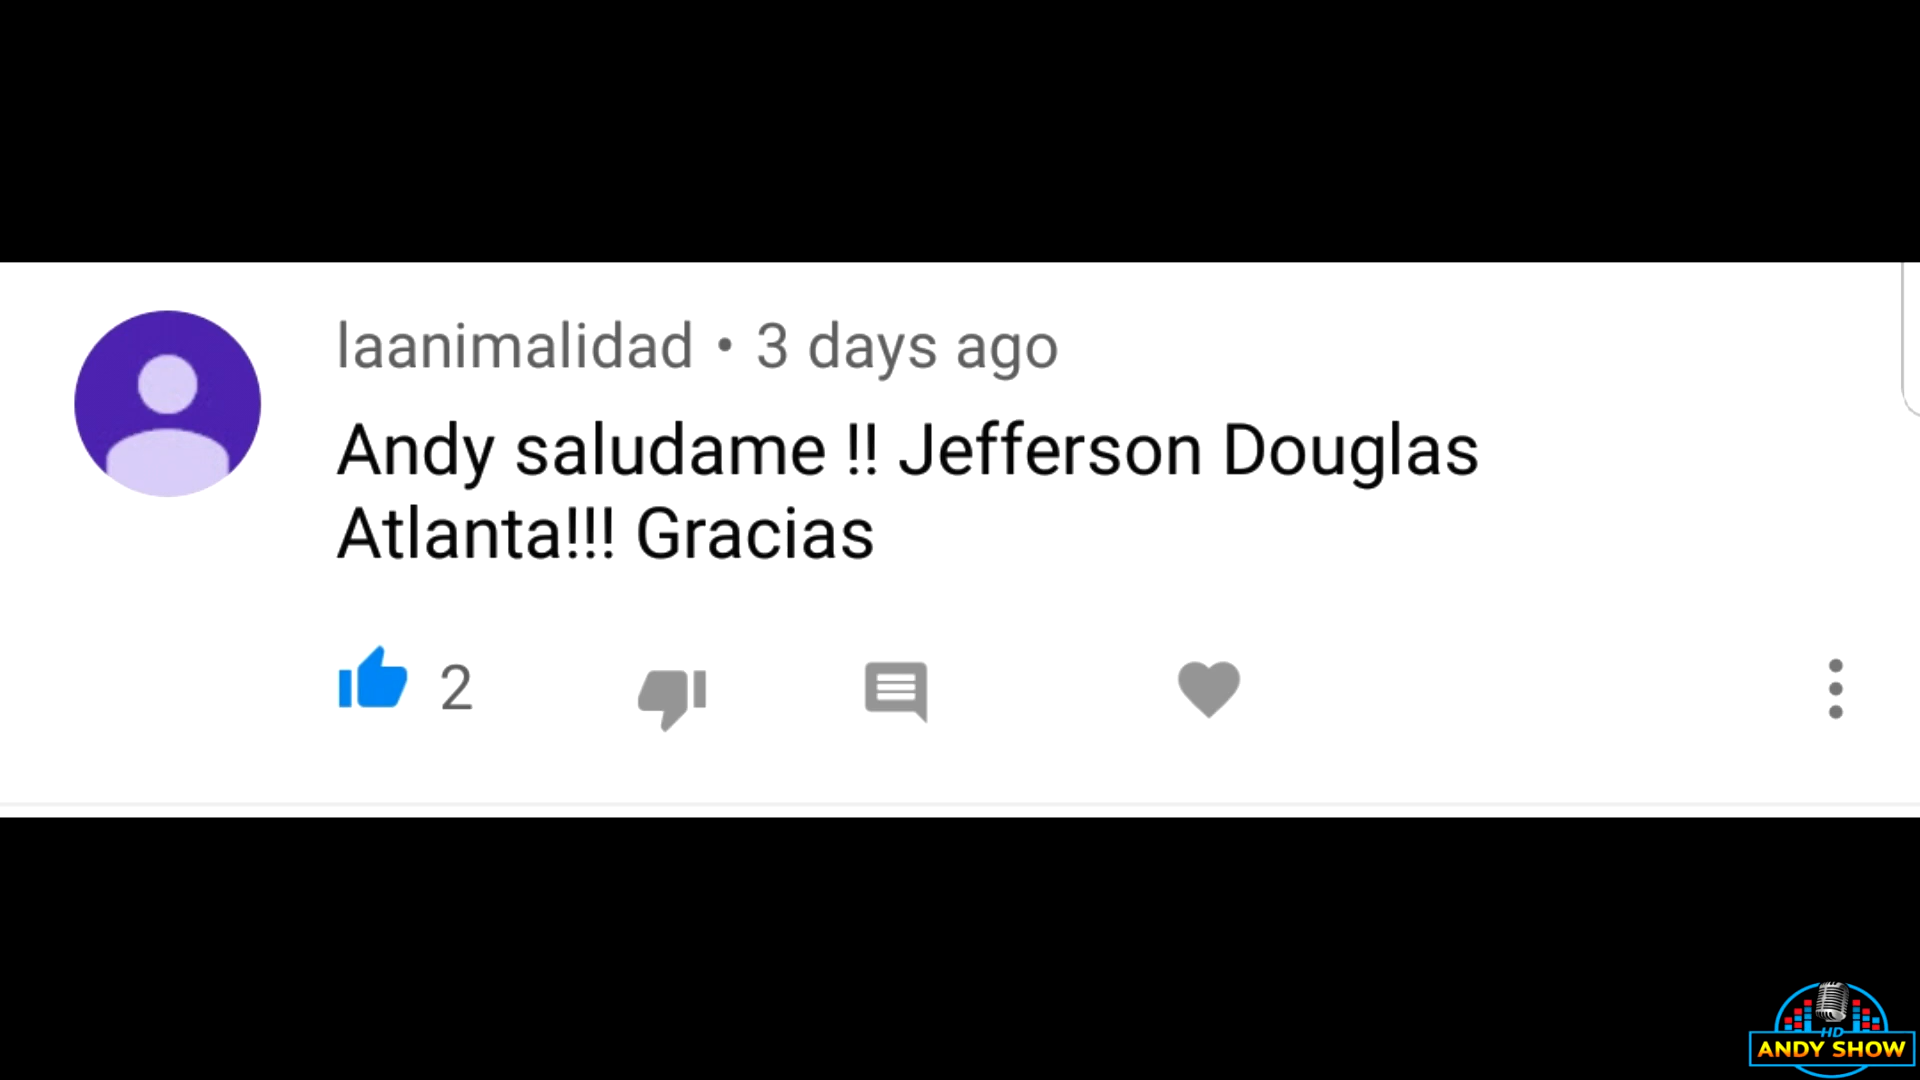 laanimalidad • 3 days ago
Andy saludame !! Jefferson Douglas
Atlanta!!! Gracias
2
HD
ANDY SHOW